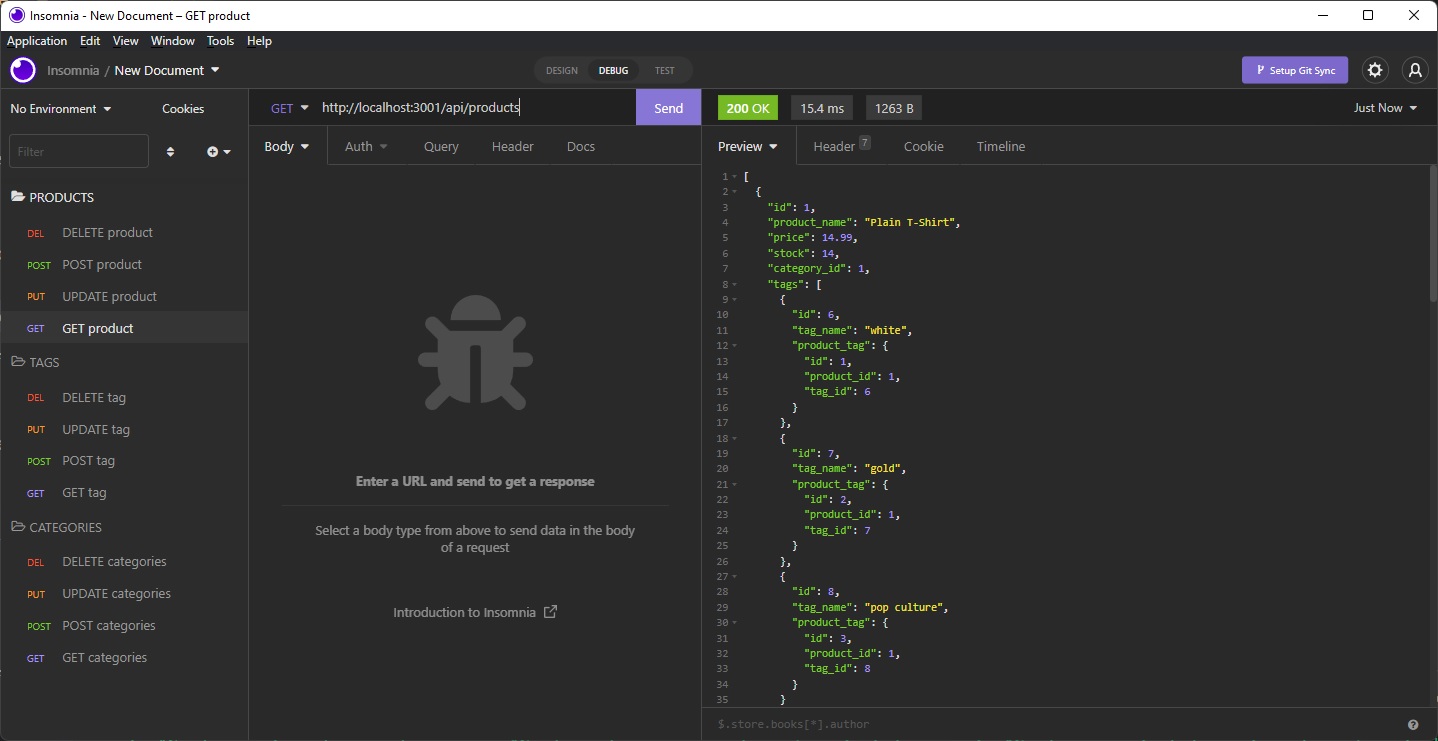 Insomnia - New Document – GET product
Application Edit View Window Tools Help
Insomnia / New Document
DESIGN DEBUG TEST
Setup Git Sync
No Environment Cookies
GET http://localhost:3001/api/products Send
200 OK 15.4 ms 1263 B Just Now
Filter
Body Auth Query Header Docs
Preview Header 7 Cookie Timeline
PRODUCTS
DEL DELETE product
POST POST product
PUT UPDATE product
GET GET product
TAGS
DEL DELETE tag
PUT UPDATE tag
POST POST tag
GET GET tag
CATEGORIES
DEL DELETE categories
PUT UPDATE categories
POST POST categories
GET GET categories
Enter a URL and send to get a response
Select a body type from above to send data in the body
of a request
Introduction to Insomnia
1 [
2 {
3 "id": 1,
4 "product_name": "Plain T-Shirt",
5 "price": 14.99,
6 "stock": 14,
7 "category_id": 1,
8 "tags": [
9 {
10 "id": 6,
11 "tag_name": "white",
12 "product_tag": {
13 "id": 1,
14 "product_id": 1,
15 "tag_id": 6
16 }
17 },
18 {
19 "id": 7,
20 "tag_name": "gold",
21 "product_tag": {
22 "id": 2,
23 "product_id": 1,
24 "tag_id": 7
25 }
26 },
27 {
28 "id": 8,
29 "tag_name": "pop culture",
30 "product_tag": {
31 "id": 3,
32 "product_id": 1,
33 "tag_id": 8
34 }
35 }
$.store.books[*].author